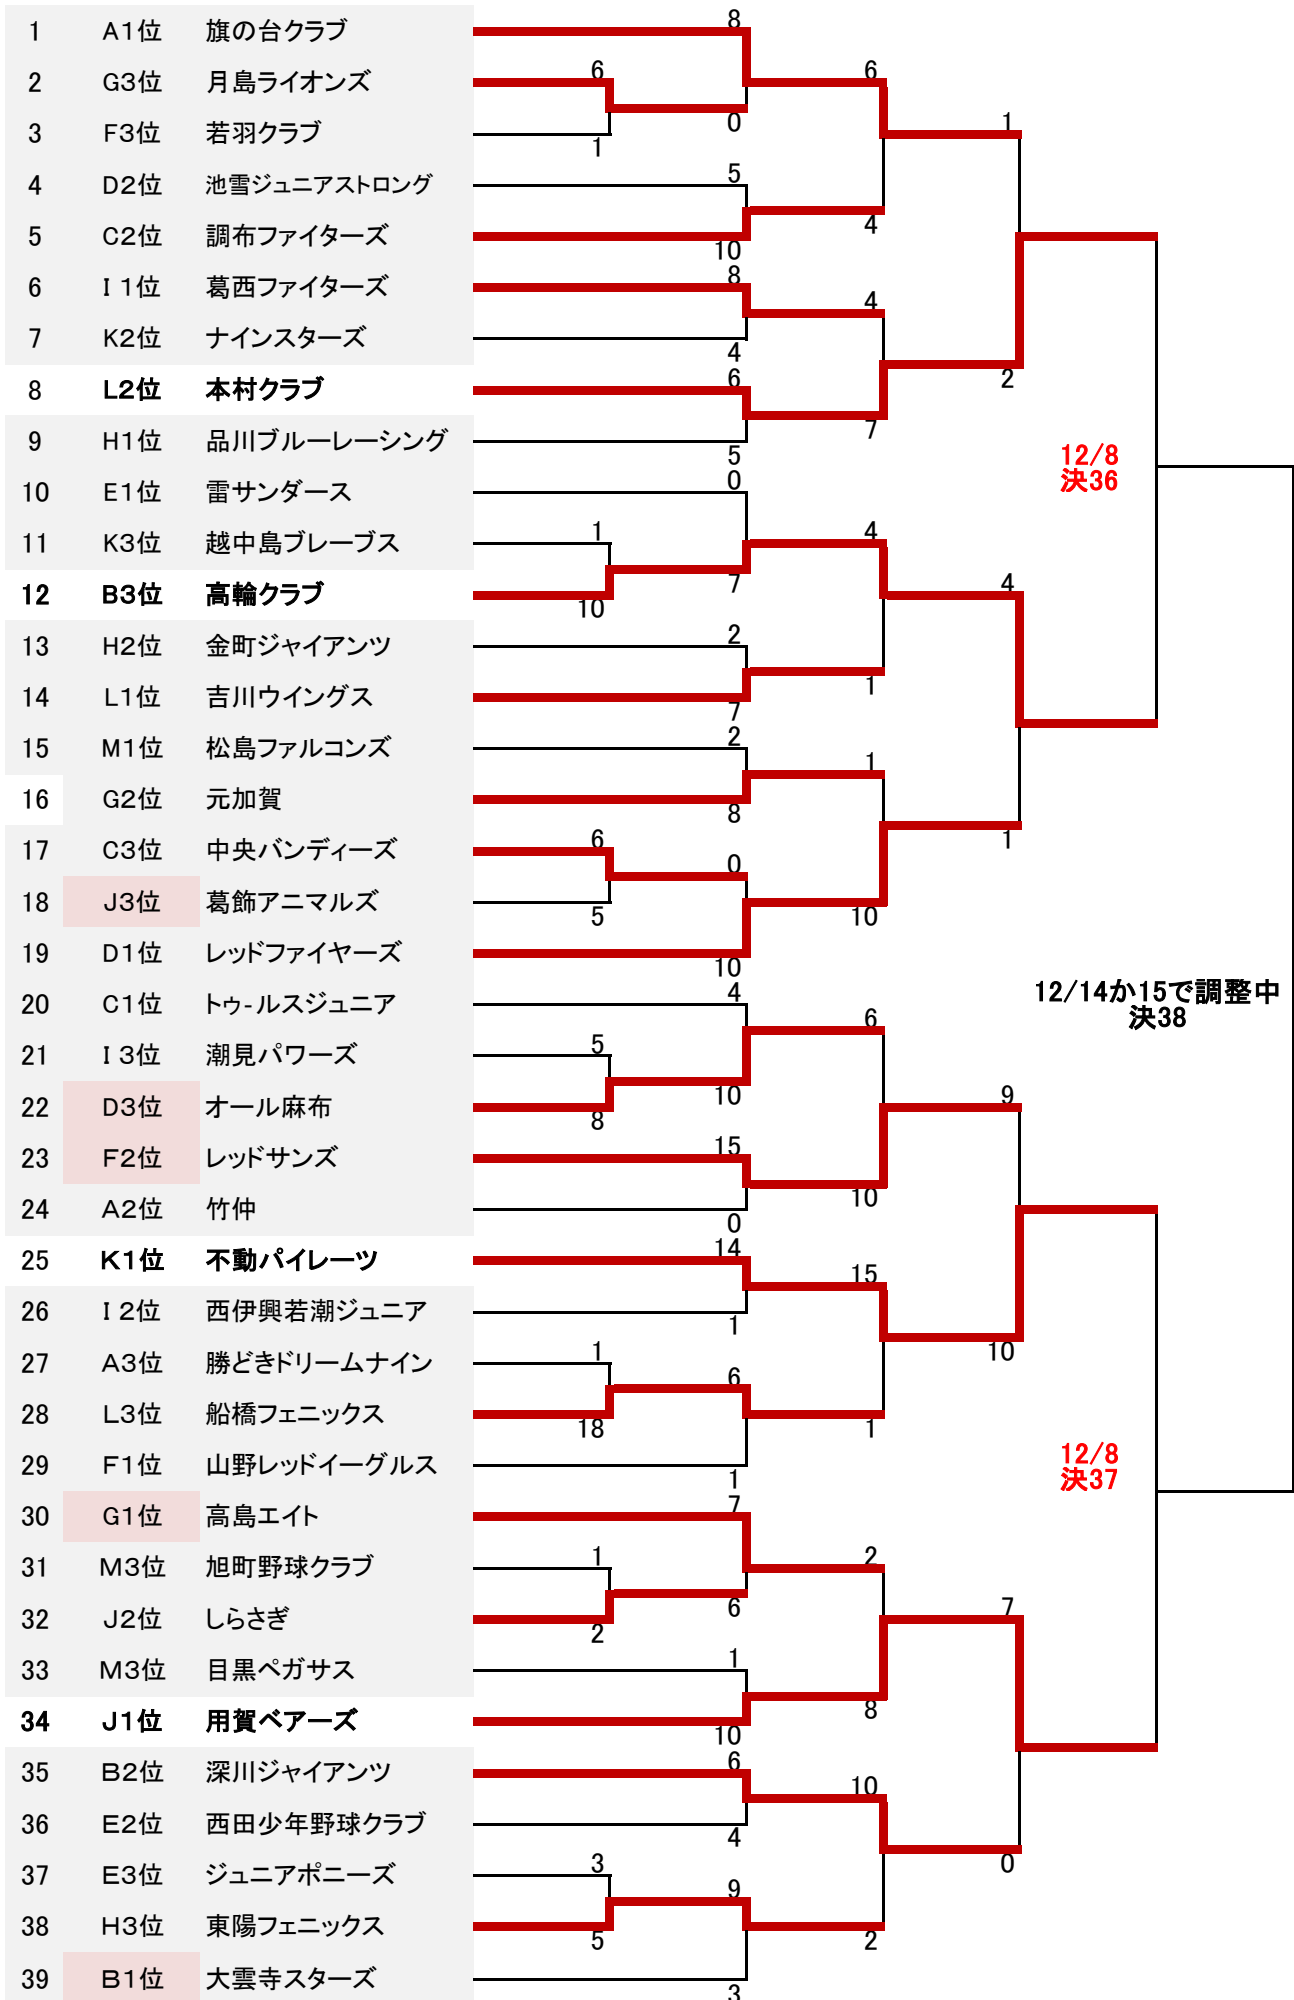 1 A1位 旗の台クラブ 8
2 G3位 月島ライオンズ 6 6
0
3 F3位 若羽クラブ 1 1
4 D2位 池雪ジュニアストロング 5
5 C2位 調布ファイターズ 10 4
6 I 1位 葛西ファイターズ 8 4
7 K2位 ナインスターズ 4
8 L2位 本村クラブ 6 2
7
9 H1位 品川ブルーレーシング 5
12/8
決36
10 E1位 雷サンダース 0
11 K3位 越中島ブレーブス 1 4
12 B3位 高輪クラブ 10 7 4
13 H2位 金町ジャイアンツ 2
14 L1位 吉川ウイングス 7 1
15 M1位 松島ファルコンズ 2 1
16 G2位 元加賀 8
17 C3位 中央バンディーズ 6 0 1
18 J3位 葛飾アニマルズ 5 10
19 D1位 レッドファイヤーズ 10
20 C1位 トゥ-ルスジュニア 4 6
12/14か15で調整中
決38
21 I 3位 潮見パワーズ 5
22 D3位 オール麻布 8 10 9
23 F2位 レッドサンズ 15 10
24 A2位 竹仲 0
25 K1位 不動パイレーツ 14 15
26 I 2位 西伊興若潮ジュニア 1
27 A3位 勝どきドリームナイン 1 6 10
28 L3位 船橋フェニックス 18 1
29 F1位 山野レッドイーグルス 1
12/8
決37
30 G1位 高島エイト 7
31 M3位 旭町野球クラブ 1 2
32 J2位 しらさぎ 2 6 7
33 M3位 目黒ペガサス 1
34 J1位 用賀ベアーズ 10 8
35 B2位 深川ジャイアンツ 6 10
36 E2位 西田少年野球クラブ 4
37 E3位 ジュニアポニーズ 3 9 0
38 H3位 東陽フェニックス 5 2
39 B1位 大雲寺スターズ 3